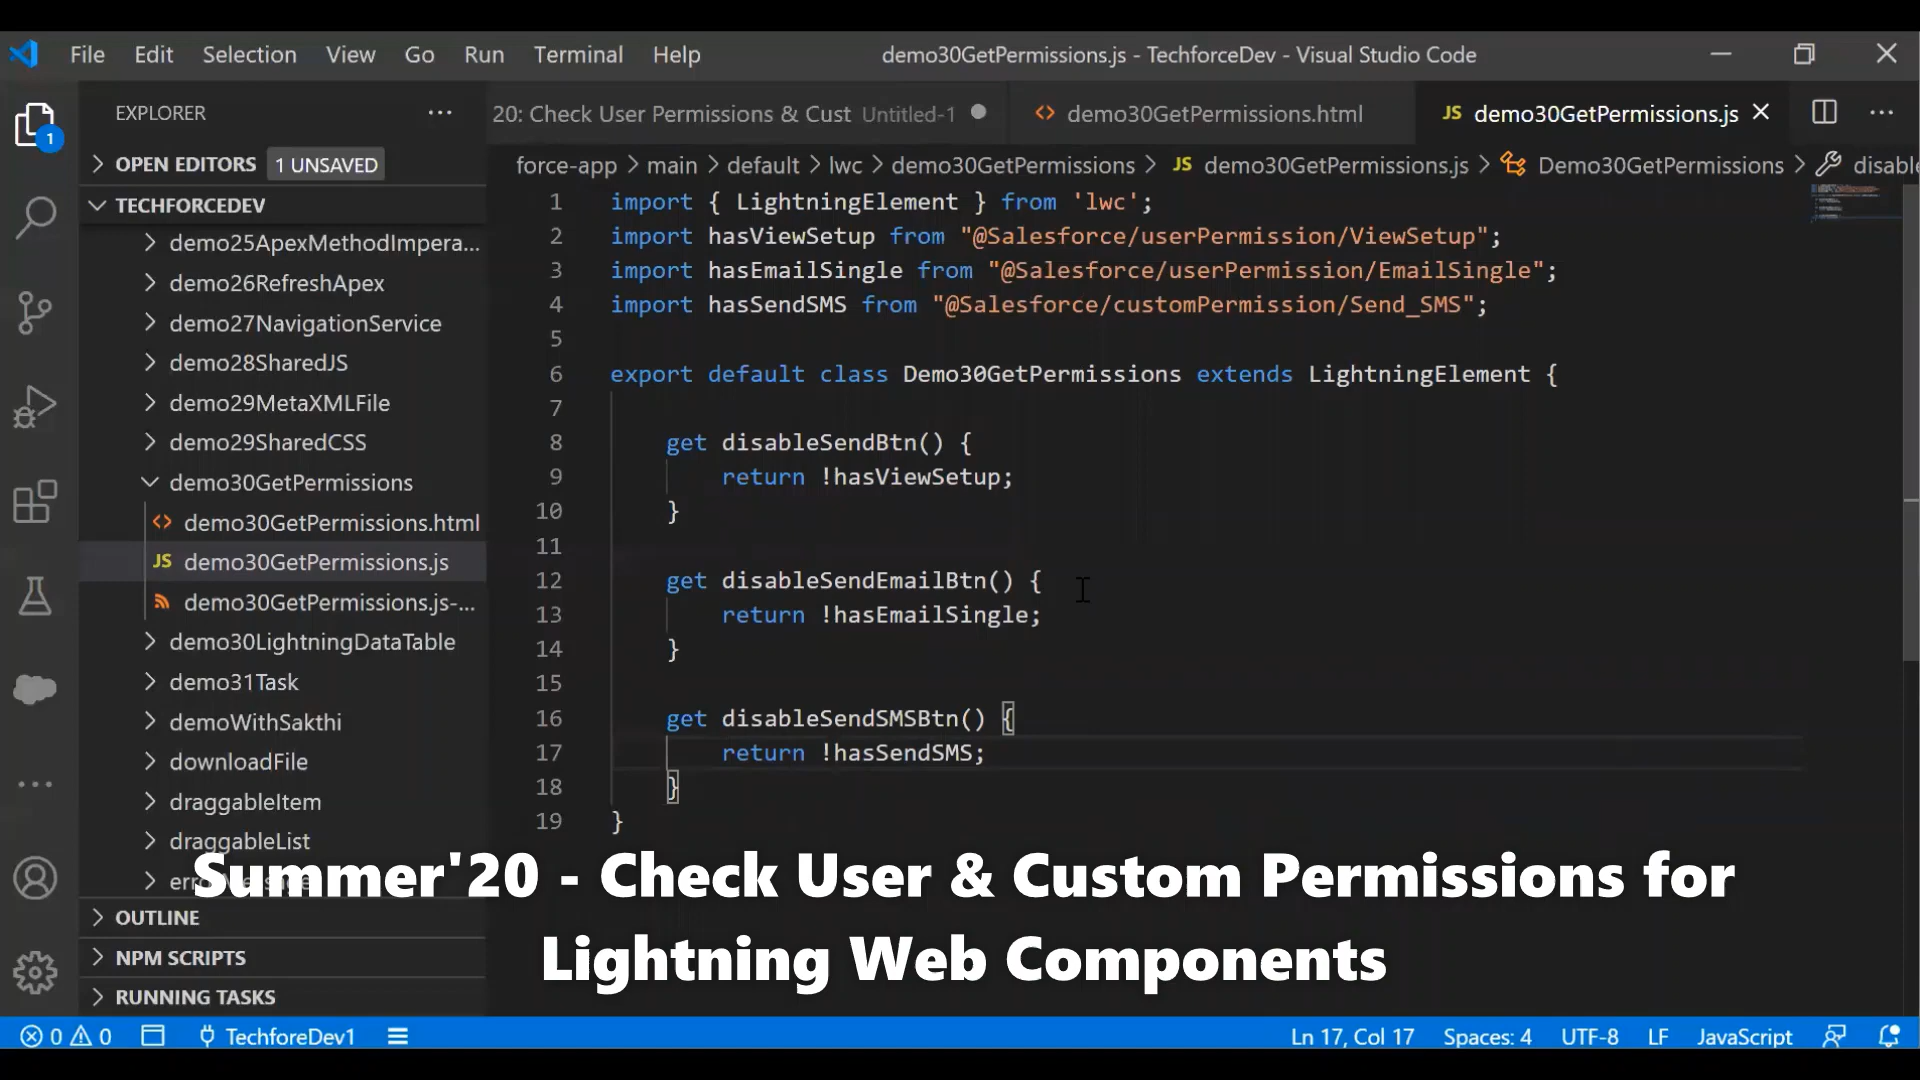 File Edit Selection View Go Run Terminal Help demo30GetPermissions.js - TechforceDev - Visual Studio Code
EXPLORER
20: Check User Permissions & Cust Untitled-1
demo30GetPermissions.html
JS demo30GetPermissions.js
1
OPEN EDITORS 1 UNSAVED
TECHFORCEDEV
demo25ApexMethodImpera...
demo26RefreshApex
demo27NavigationService
demo28SharedJS
demo29MetaXMLFile
demo29SharedCSS
demo30GetPermissions
demo30GetPermissions.html
JS demo30GetPermissions.js
demo30GetPermissions.js-...
demo30LightningDataTable
demo31Task
demoWithSakthi
downloadFile
draggableItem
draggableList
OUTLINE
NPM SCRIPTS
RUNNING TASKS
force-app > main > default > lwc > demo30GetPermissions > JS demo30GetPermissions.js > Demo30GetPermissions > disable
1 import { LightningElement } from 'lwc';
2 import hasViewSetup from "@Salesforce/userPermission/ViewSetup";
3 import hasEmailSingle from "@Salesforce/userPermission/EmailSingle";
4 import hasSendSMS from "@Salesforce/customPermission/Send_SMS";
5
6 export default class Demo30GetPermissions extends LightningElement {
7
8 get disableSendBtn() {
9 return !hasViewSetup;
10 }
11
12 get disableSendEmailBtn() {
13 return !hasEmailSingle;
14 }
15
16 get disableSendSMSBtn() {
17 return !hasSendSMS;
18 }
19 }
Summer'20 - Check User & Custom Permissions for
Lightning Web Components
0 0 TechforeDev1 Ln 17, Col 17 Spaces: 4 UTF-8 LF JavaScript